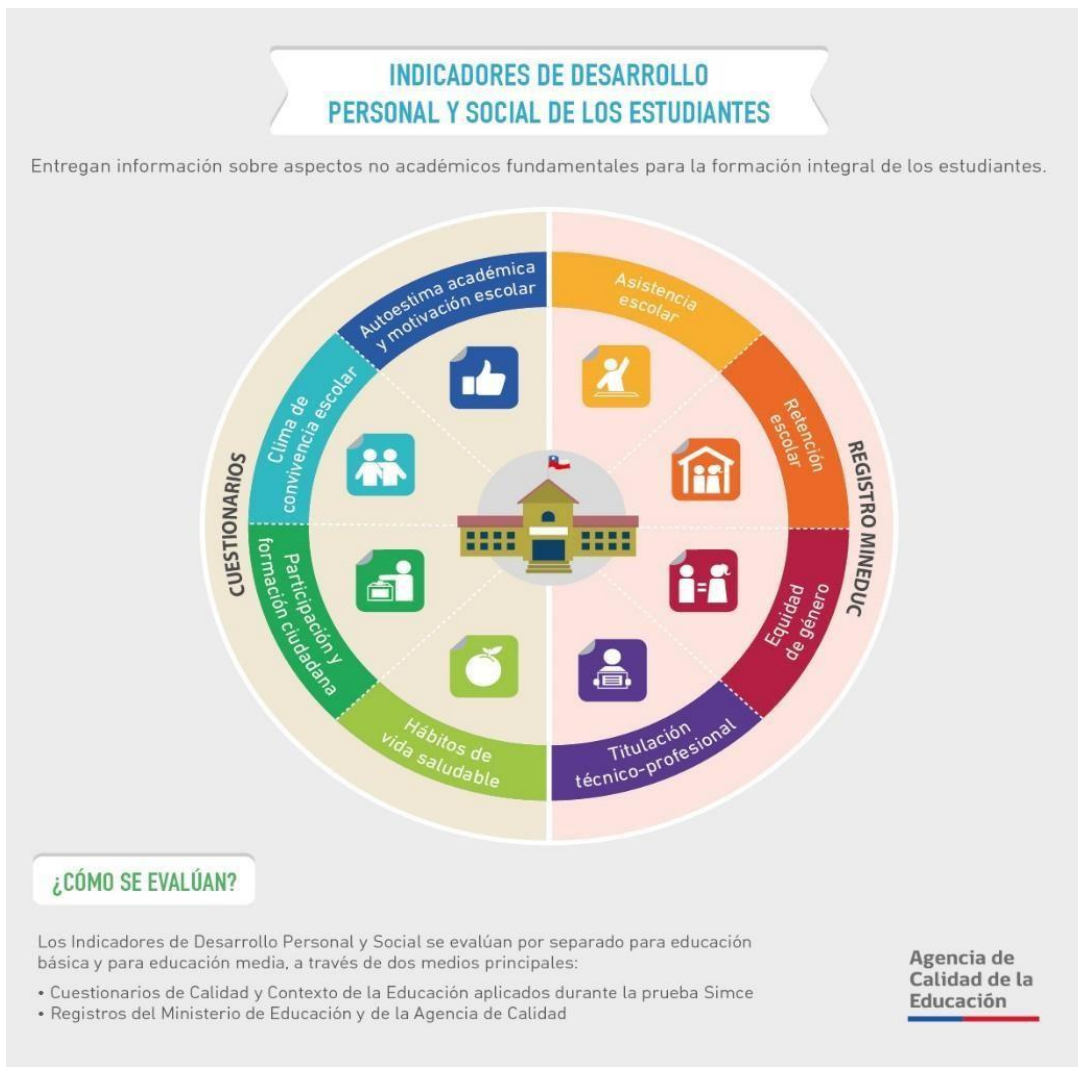 INDICADORES DE DESARROLLO
PERSONAL Y SOCIAL DE LOS ESTUDIANTES
Entregan información sobre aspectos no académicos fundamentales para la formación integral de los estudiantes.
CUESTIONARIOS
Autoestima académica
y motivación escolar
Clima de
convivencia escolar
Participación y
formación ciudadana
Hábitos de
vida saludable
REGISTRO MINEDUC
Asistencia
escolar
Retención
escolar
Equidad
de género
Titulación
técnico-profesional
¿CÓMO SE EVALÚAN?
Los Indicadores de Desarrollo Personal y Social se evalúan por separado para educación
básica y para educación media, a través de dos medios principales:
• Cuestionarios de Calidad y Contexto de la Educación aplicados durante la prueba Simce
• Registros del Ministerio de Educación y de la Agencia de Calidad
Agencia de
Calidad de la
Educación